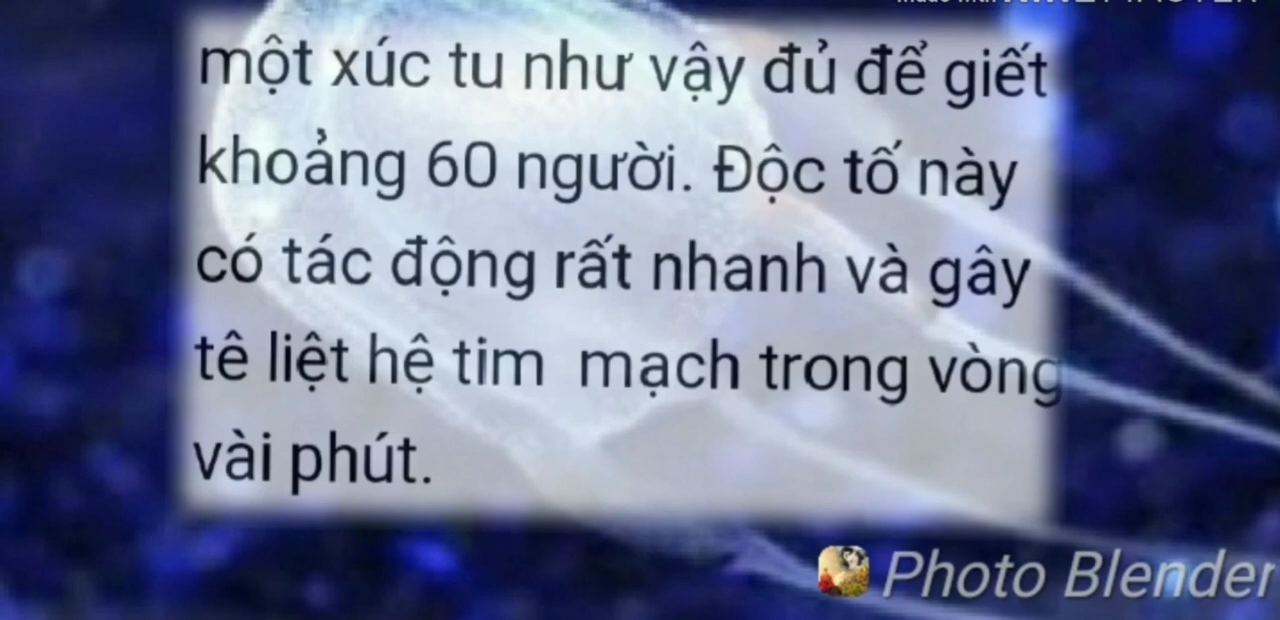 một xúc tu như vậy đủ để giết
khoảng 60 người. Độc tố này
có tác động rất nhanh và gây
tê liệt hệ tim mạch trong vòng
vài phút.
Photo Blender